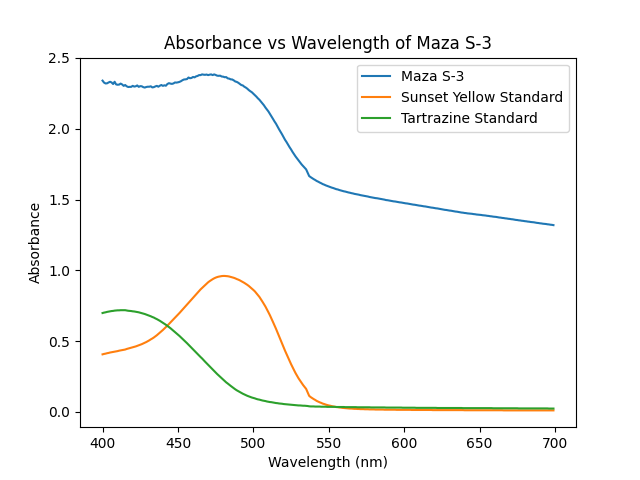 Absorbance vs Wavelength of Maza S-3
Maza S-3
Sunset Yellow Standard
Tartrazine Standard
2.5
2.0
1.5
1.0
0.5
0.0
Absorbance
400 450 500 550 600 650 700
Wavelength (nm)